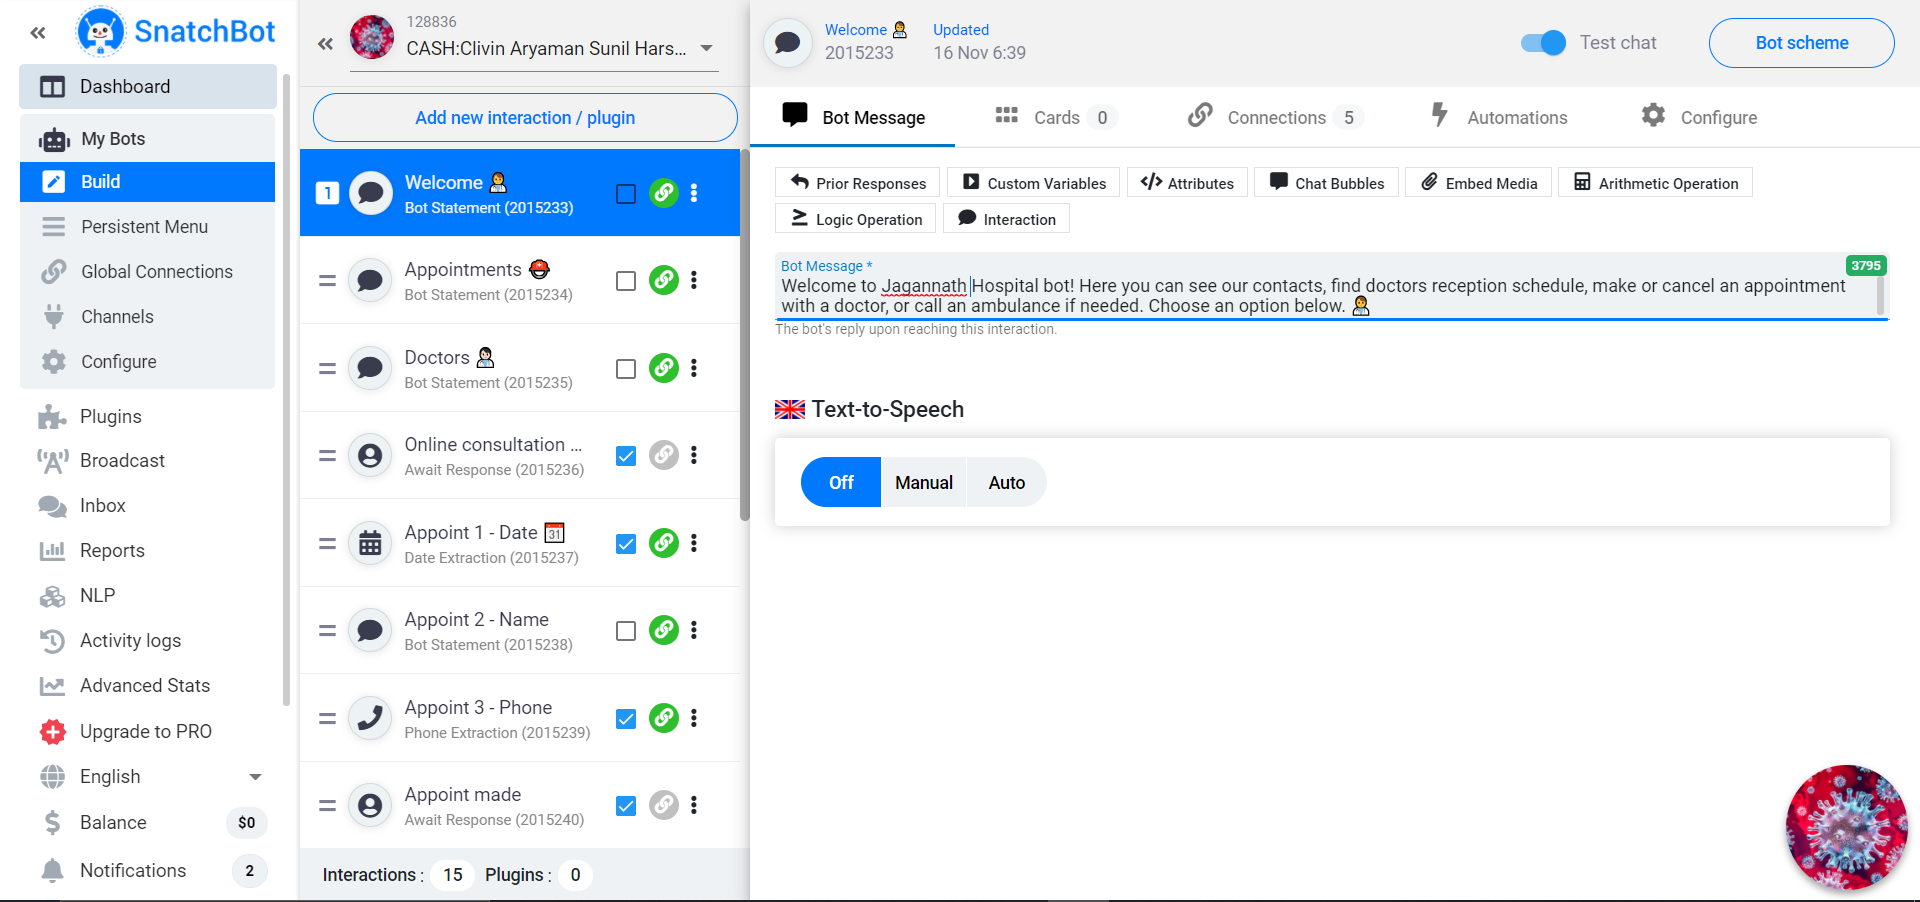 SnatchBot
Dashboard
My Bots
Build
Persistent Menu
Global Connections
Channels
Configure
Plugins
Broadcast
Inbox
Reports
NLP
Activity logs
Advanced Stats
Upgrade to PRO
English
Balance $0
Notifications 2
128836
CASH:Clivin Aryaman Sunil Hars...
Add new interaction / plugin
1 Welcome
Bot Statement (2015233)
Appointments
Bot Statement (2015234)
Doctors
Bot Statement (2015235)
Online consultation ...
Await Response (2015236)
Appoint 1 - Date 31
Date Extraction (2015237)
Appoint 2 - Name
Bot Statement (2015238)
Appoint 3 - Phone
Phone Extraction (2015239)
Appoint made
Await Response (2015240)
Interactions : 15 Plugins : 0
Welcome Updated
2015233 16 Nov 6:39
Test chat
Bot scheme
Bot Message Cards 0 Connections 5 Automations Configure
Prior Responses Custom Variables Attributes Chat Bubbles Embed Media Arithmetic Operation
Logic Operation Interaction
Bot Message * 3795
Welcome to Jagannath Hospital bot! Here you can see our contacts, find doctors reception schedule, make or cancel an appointment
with a doctor, or call an ambulance if needed. Choose an option below.
The bot's reply upon reaching this interaction.
Text-to-Speech
Off Manual Auto